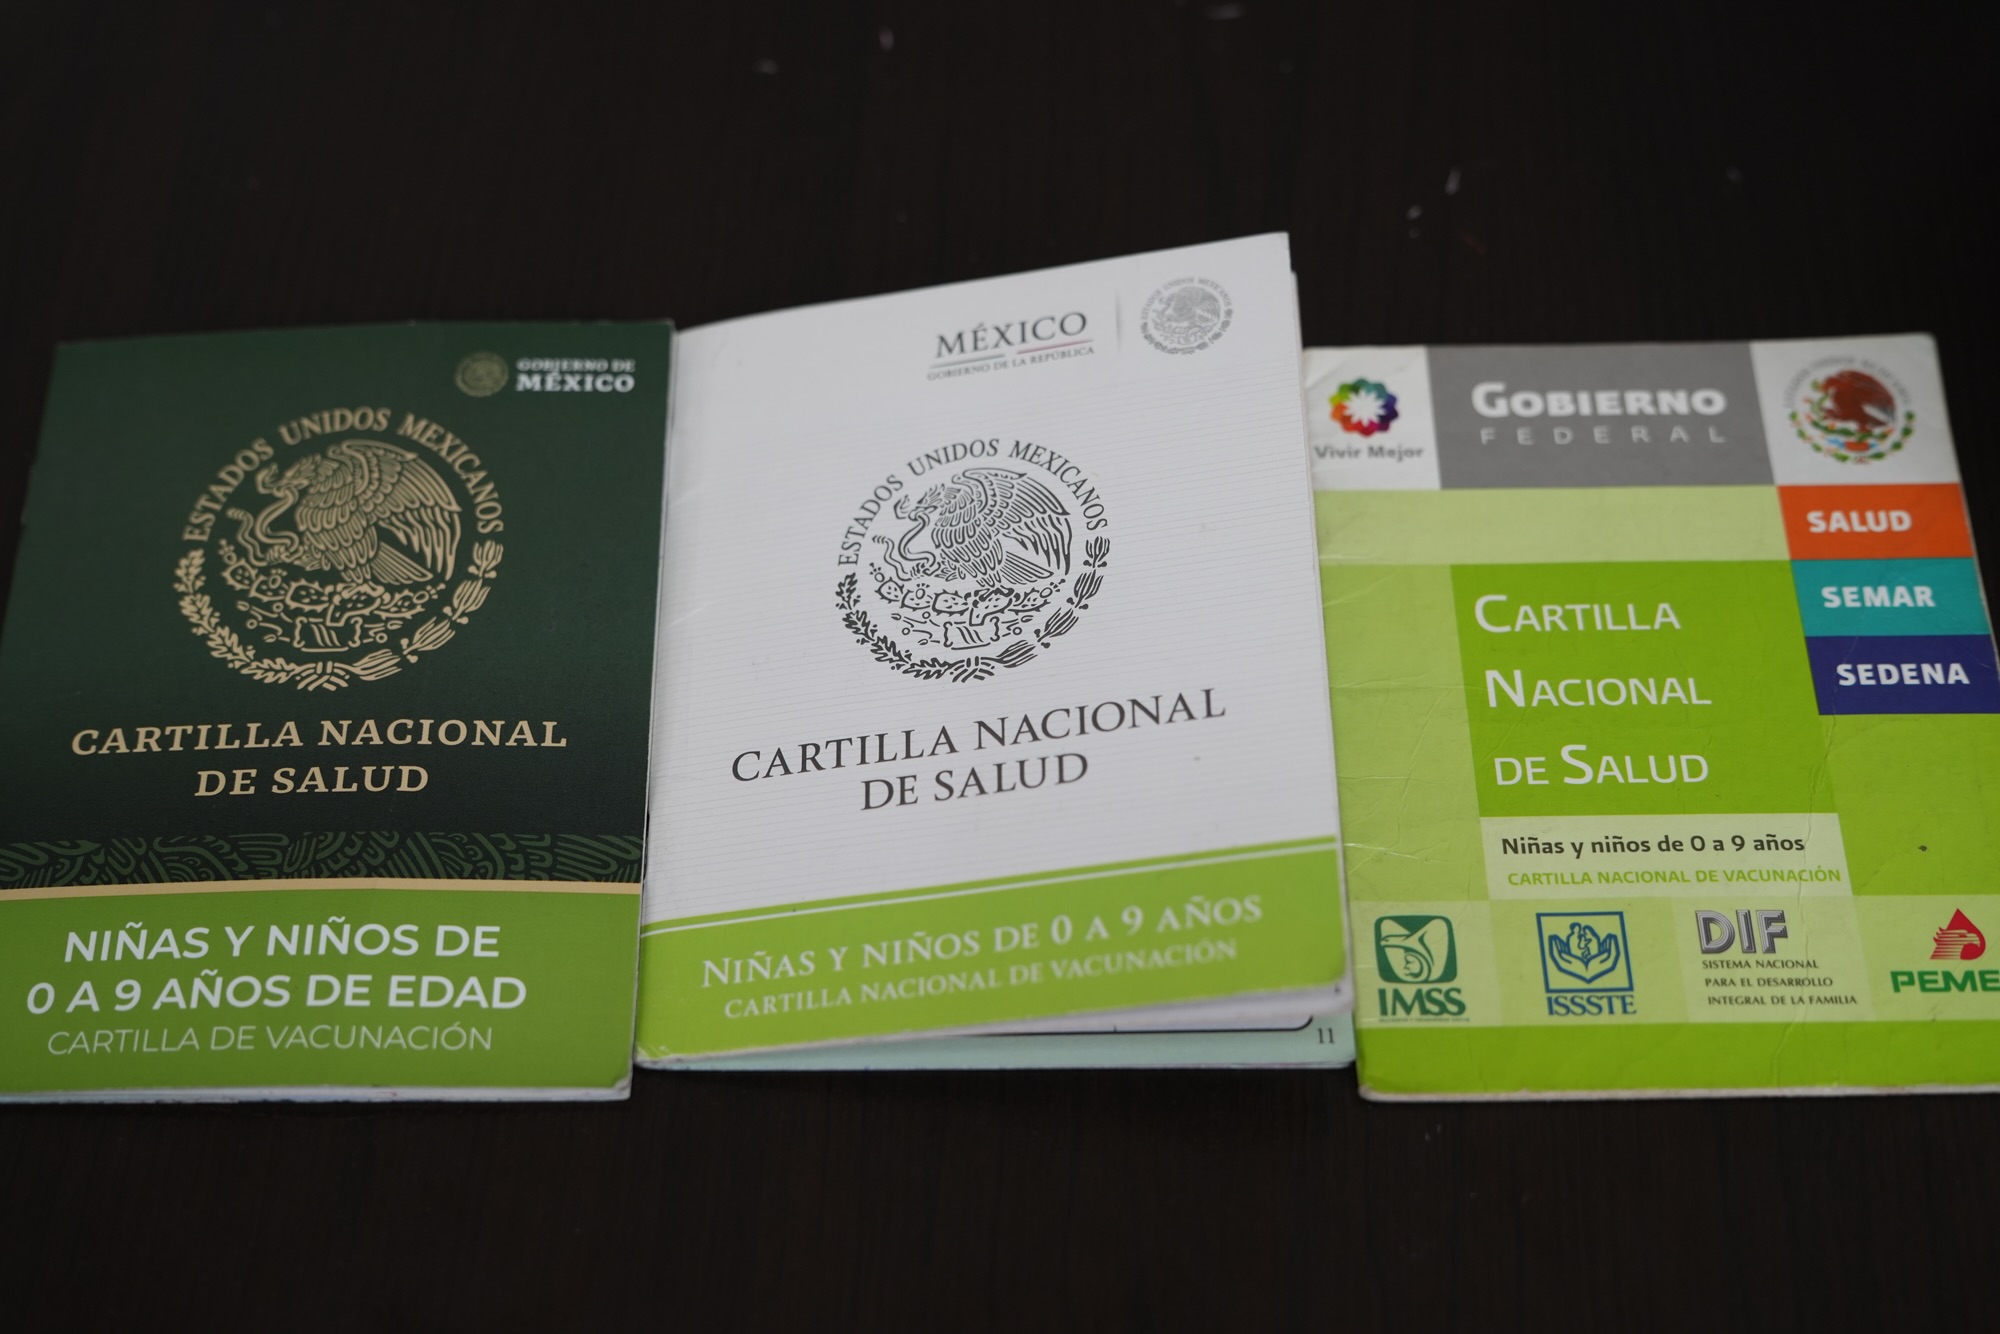 GOBIERNO DE
MÉXICO
ESTADOS UNIDOS MEXICANOS
CARTILLA NACIONAL
DE SALUD
NIÑAS Y NIÑOS DE
0 A 9 AÑOS DE EDAD
CARTILLA DE VACUNACIÓN
MÉXICO
GOBIERNO DE LA REPÚBLICA
ESTADOS UNIDOS MEXICANOS
ESTADOS UNIDOS MEXICANOS
CARTILLA NACIONAL
DE SALUD
NIÑAS Y NIÑOS DE 0 A 9 AÑOS
CARTILLA NACIONAL DE VACUNACIÓN
11
Vivir Mejor
GOBIERNO
FEDERAL
SALUD
SEMAR
SEDENA
CARTILLA
NACIONAL
DE SALUD
Niñas y niños de 0 a 9 años
CARTILLA NACIONAL DE VACUNACIÓN
IMSS
ISSSTE
DIF
SISTEMA NACIONAL
PARA EL DESARROLLO
INTEGRAL DE LA FAMILIA
PEME